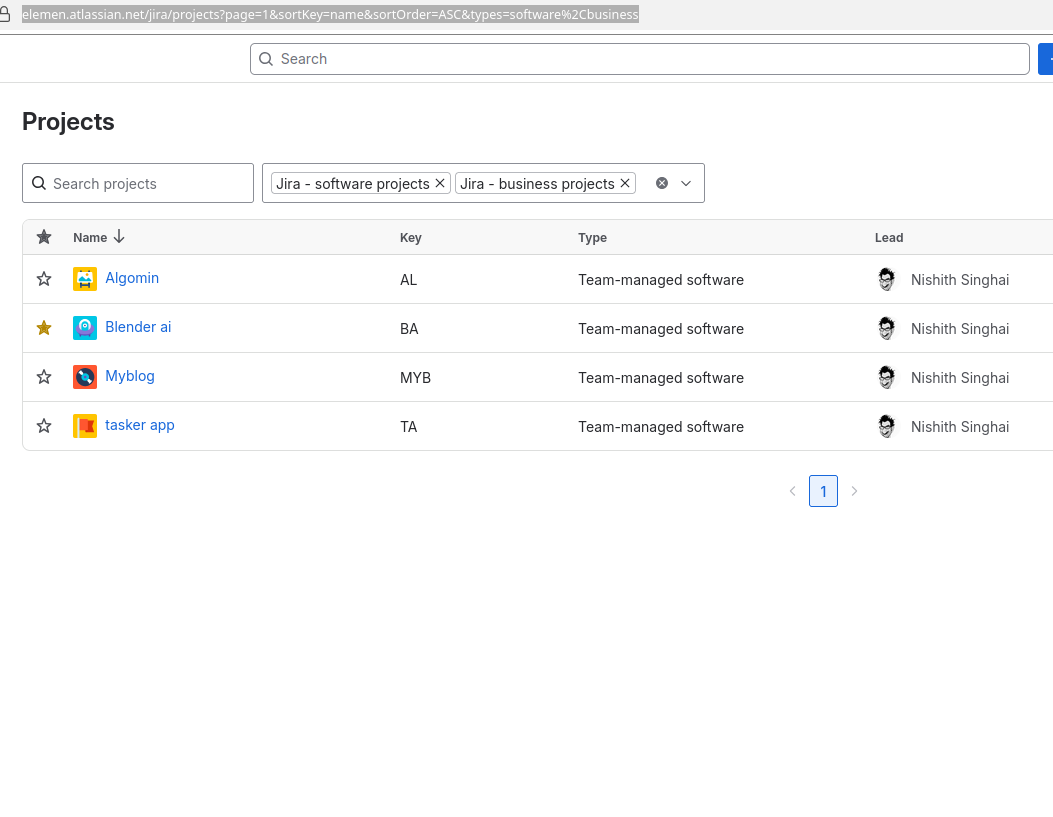 elemen.atlassian.net/jira/projects?page=1&sortKey=name&sortOrder=ASC&types=software%2Cbusiness
Search
Projects
Search projects
Jira - software projects
Jira - business projects
Name Key Type Lead
Algomin AL Team-managed software Nishith Singhai
Blender ai BA Team-managed software Nishith Singhai
Myblog MYB Team-managed software Nishith Singhai
tasker app TA Team-managed software Nishith Singhai
1